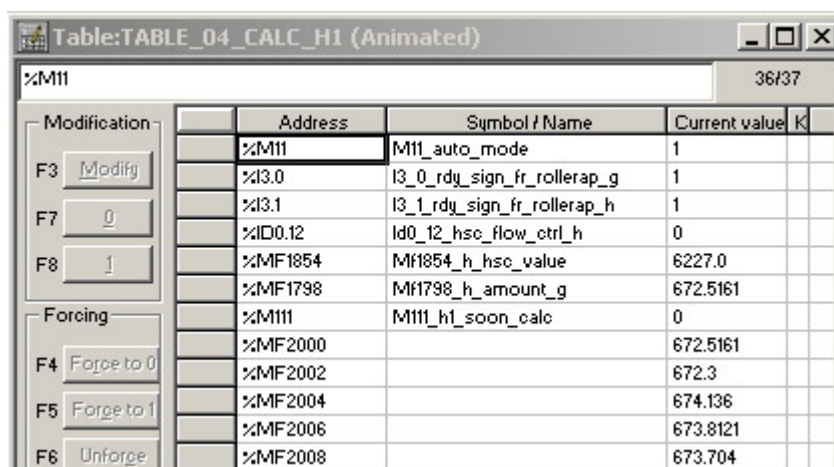 Table:TABLE_04_CALC_H1 (Animated)
%M11 36/37
Modification
F3 Modify
F7 0
F8 1
Forcing
F4 Force to 0
F5 Force to 1
F6 Unforce
Address Symbol / Name Current value K
%M11 M11_auto_mode 1
%I3.0 I3_0_rdy_sign_fr_rollerap_g 1
%I3.1 I3_1_rdy_sign_fr_rollerap_h 1
%ID0.12 Id0_12_hsc_flow_ctrl_h 0
%MF1854 Mf1854_h_hsc_value 6227.0
%MF1798 Mf1798_h_amount_g 672.5161
%M111 M111_h1_soon_calc 0
%MF2000 672.5161
%MF2002 672.3
%MF2004 674.136
%MF2006 673.8121
%MF2008 673.704